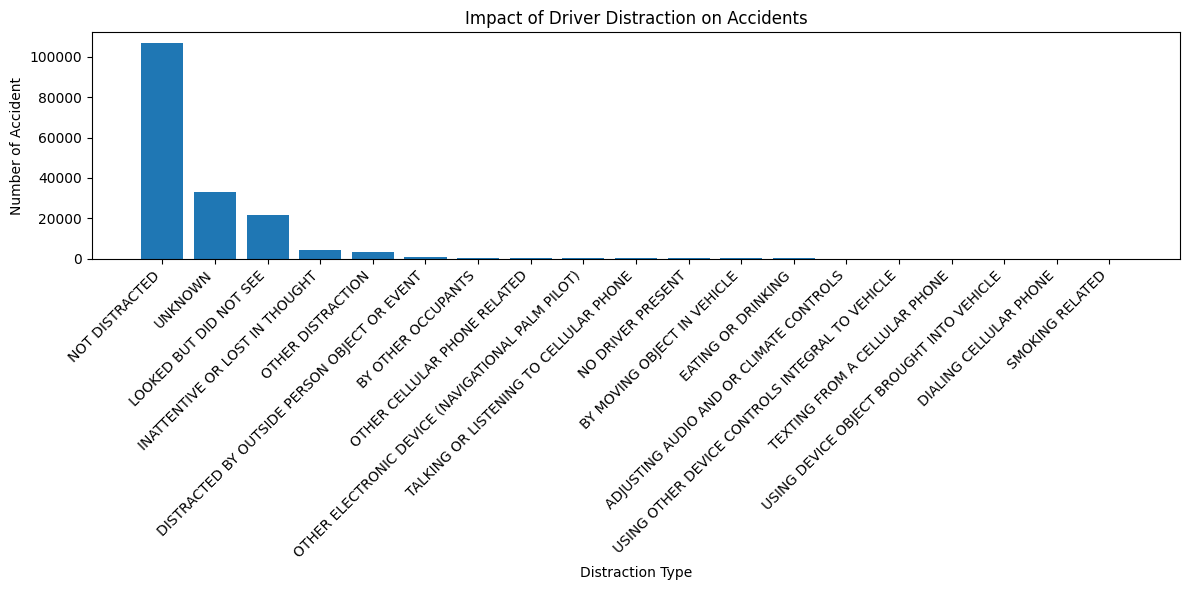 Impact of Driver Distraction on Accidents
Number of Accident
100000
80000
60000
40000
20000
0
NOT DISTRACTED
UNKNOWN
LOOKED BUT DID NOT SEE
INATTENTIVE OR LOST IN THOUGHT
OTHER DISTRACTION
DISTRACTED BY OUTSIDE PERSON OBJECT OR EVENT
BY OTHER OCCUPANTS
OTHER CELLULAR PHONE RELATED
OTHER ELECTRONIC DEVICE (NAVIGATIONAL PALM PILOT)
TALKING OR LISTENING TO CELLULAR PHONE
NO DRIVER PRESENT
BY MOVING OBJECT IN VEHICLE
EATING OR DRINKING
ADJUSTING AUDIO AND OR CLIMATE CONTROLS
USING OTHER DEVICE CONTROLS INTEGRAL TO VEHICLE
TEXTING FROM A CELLULAR PHONE
USING DEVICE OBJECT BROUGHT INTO VEHICLE
DIALING CELLULAR PHONE
SMOKING RELATED
Distraction Type